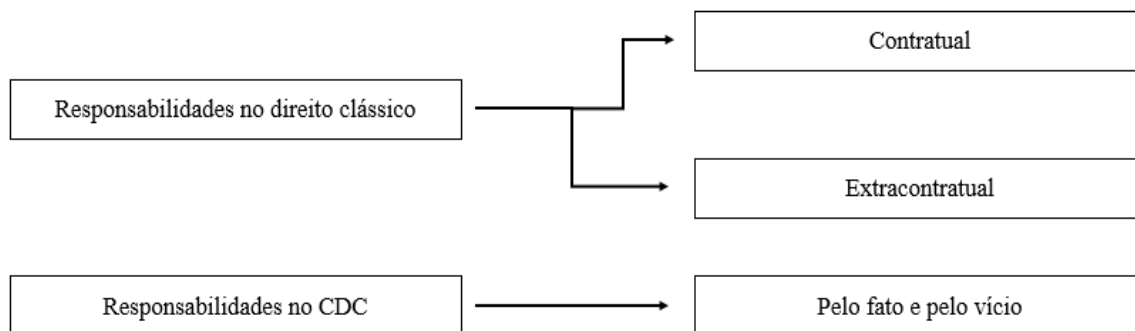 Contratual
Responsabilidades no direito clássico
Extracontratual
Responsabilidades no CDC
Pelo fato e pelo vício